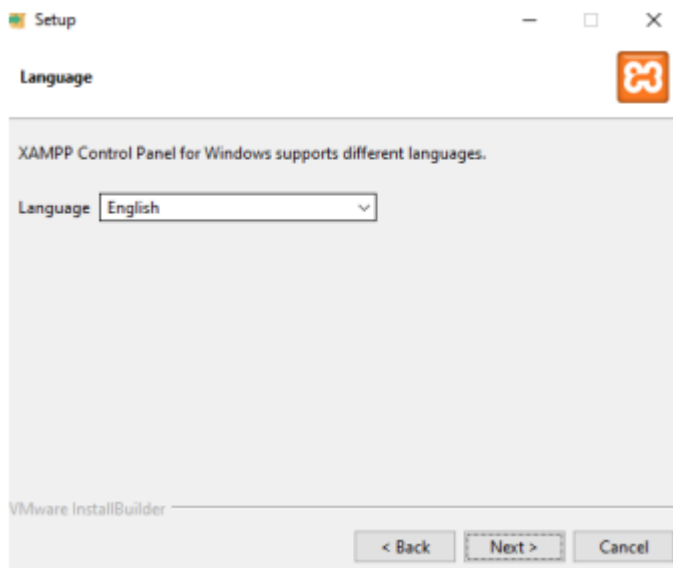 Setup
Language
XAMPP Control Panel for Windows supports different languages.
Language English
VMware InstallBuilder
< Back Next > Cancel